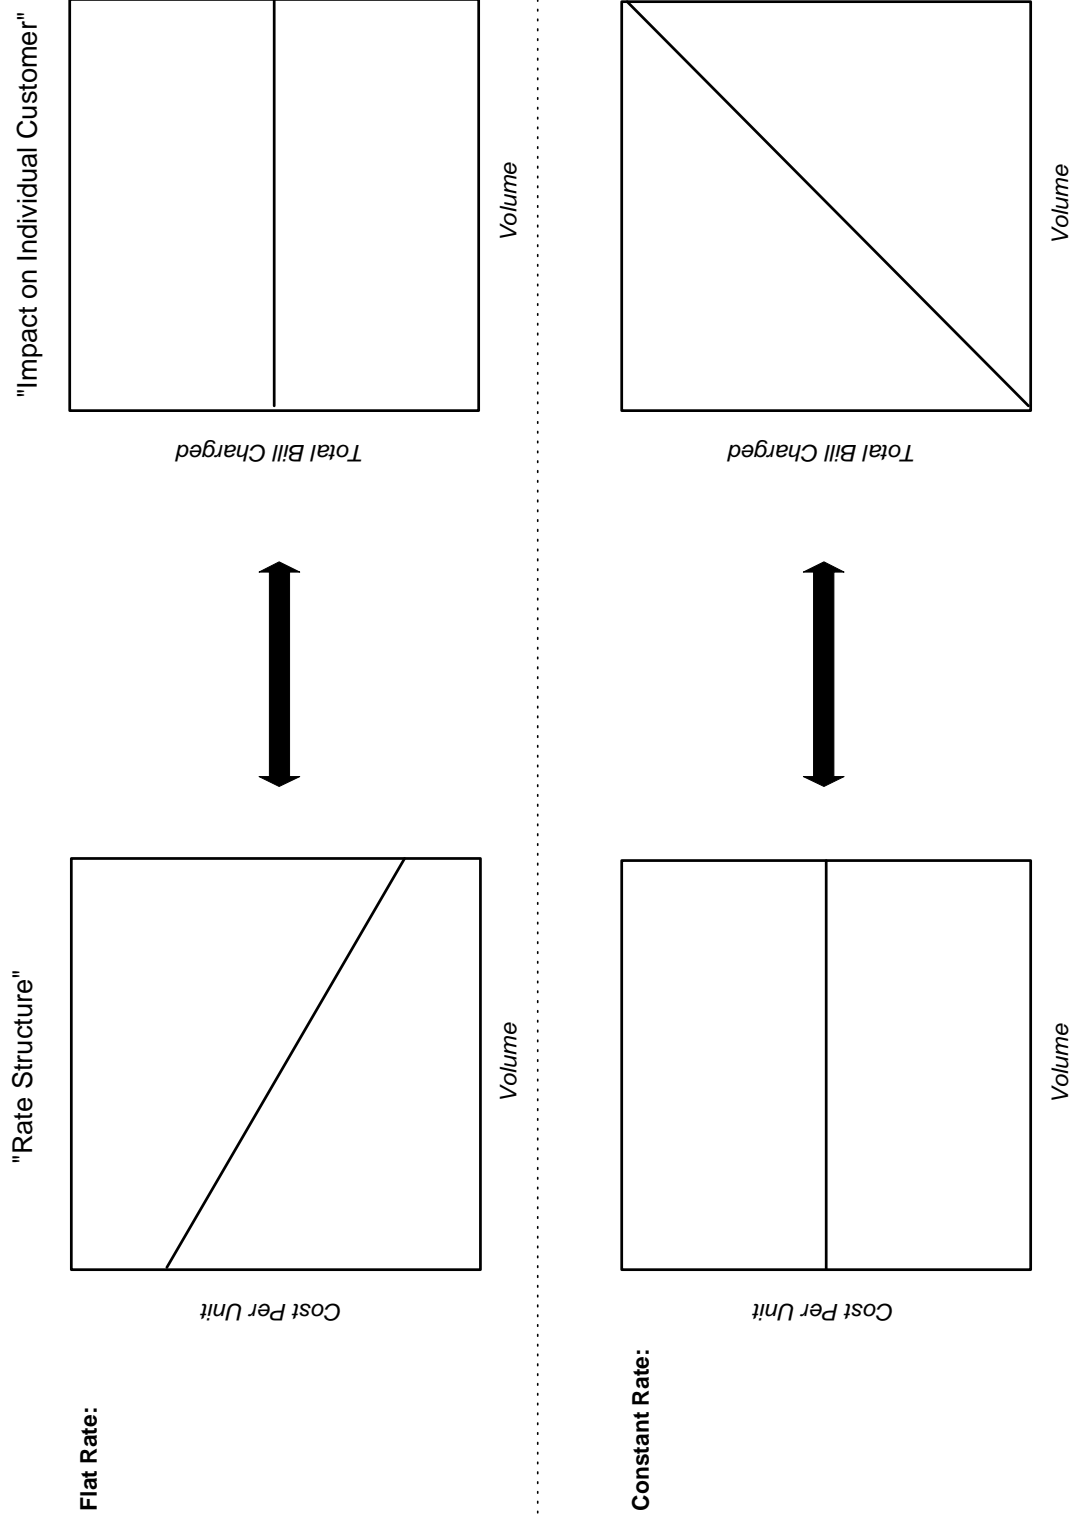 "Rate Structure"
"Impact on Individual Customer"
Flat Rate:
Cost Per Unit
Volume
Total Bill Charged
Volume
Constant Rate:
Cost Per Unit
Volume
Total Bill Charged
Volume